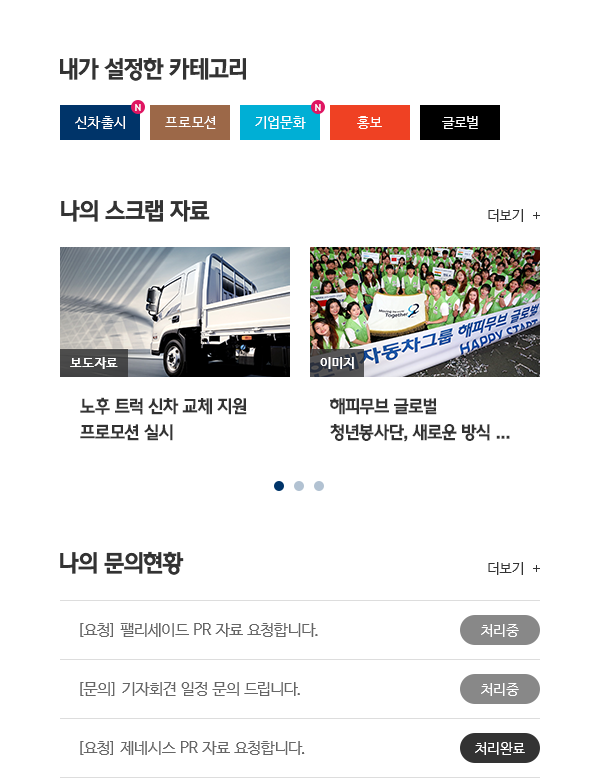 내가 설정한 카테고리
신차출시 N 프로모션 기업문화 N 홍보 글로벌
나의 스크랩 자료
더보기 +
보도자료
Moving the world Together
자동차그룹 해피무브 글로벌
HAPPY START
이미지
노후 트럭 신차 교체 지원
프로모션 실시
해피무브 글로벌
청년봉사단, 새로운 방식 ...
나의 문의현황
더보기 +
[요청] 팰리세이드 PR 자료 요청합니다. 처리중
[문의] 기자회견 일정 문의 드립니다. 처리중
[요청] 제네시스 PR 자료 요청합니다. 처리완료